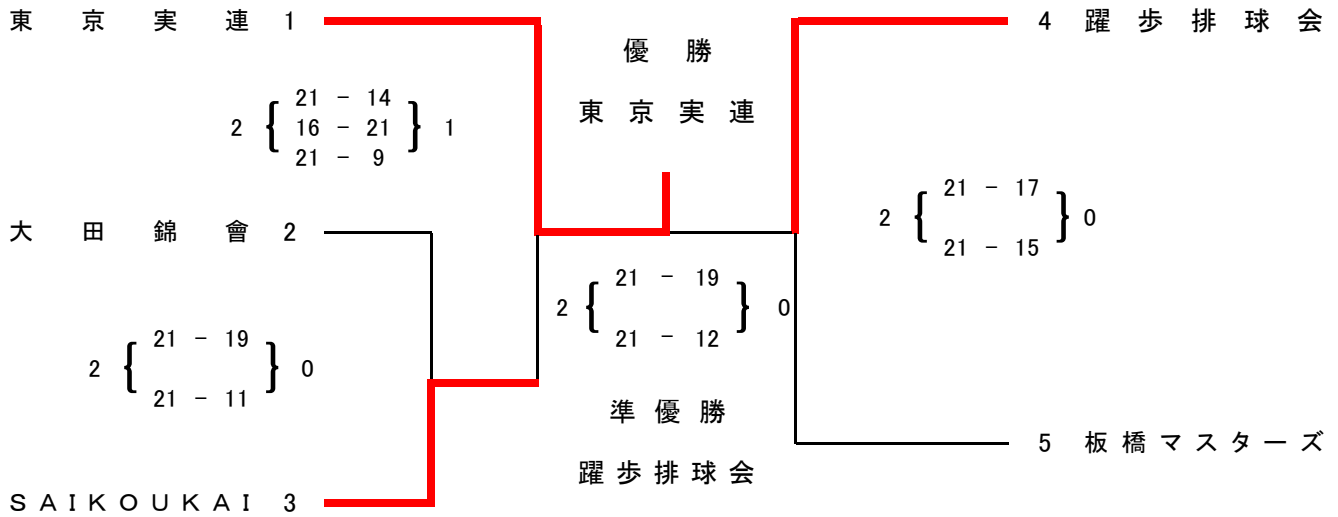 東京実連 1
2 { 21 - 14 } 1
16 - 21
21 - 9
大田錦會 2
2 { 21 - 19 } 0
21 - 11
SAIKOUKAI 3
優勝
東京実連
2 { 21 - 19 } 0
21 - 12
準優勝
躍歩排球会
4 躍歩排球会
2 { 21 - 17 } 0
21 - 15
5 板橋マスターズ